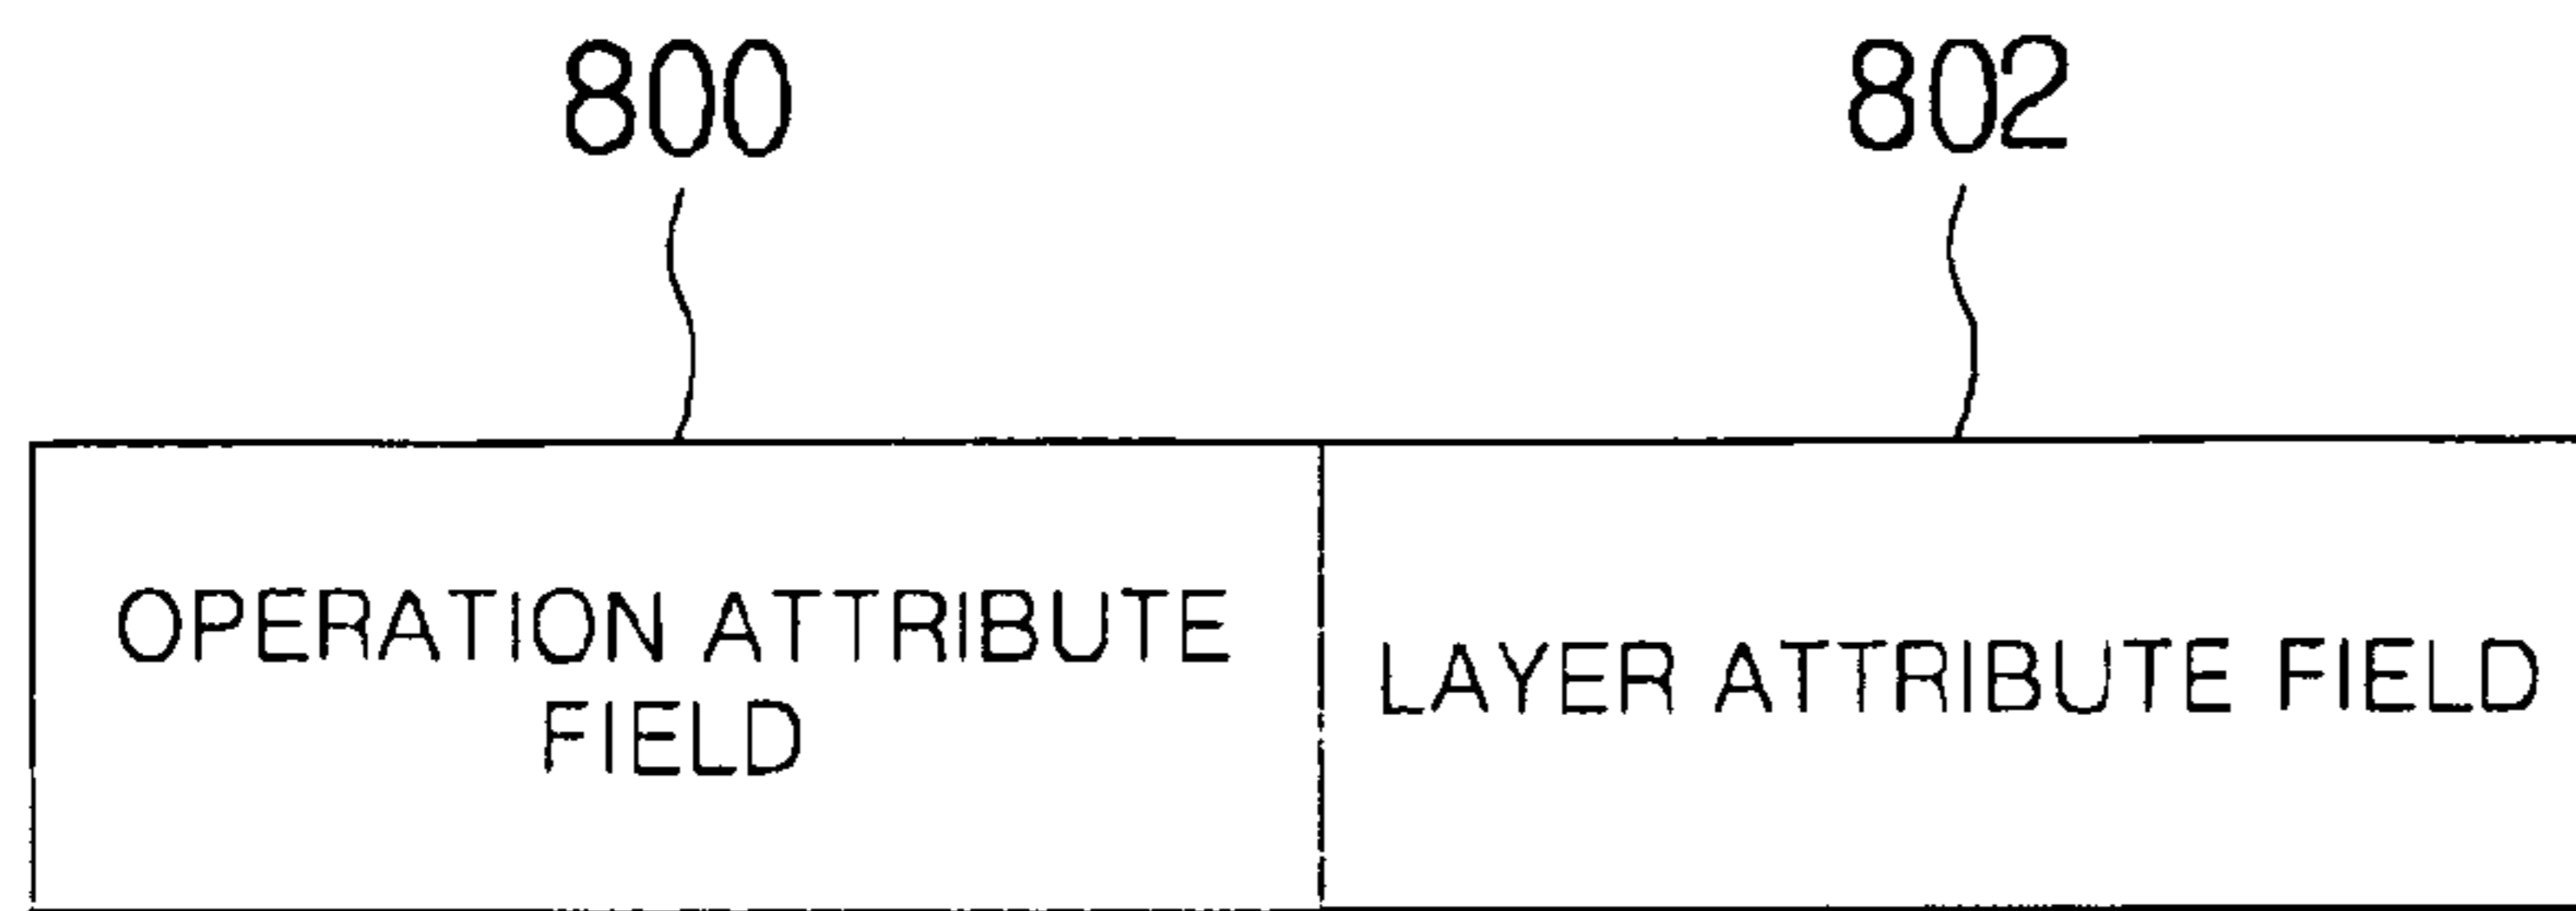 800
802
OPERATION ATTRIBUTE
FIELD
LAYER ATTRIBUTE FIELD